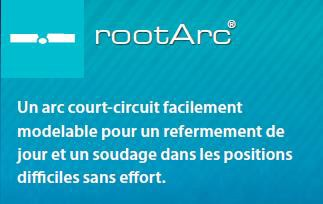 rootArc®
Un arc court-circuit facilement
modelable pour un refermement de
jour et un soudage dans les positions
difficiles sans effort.